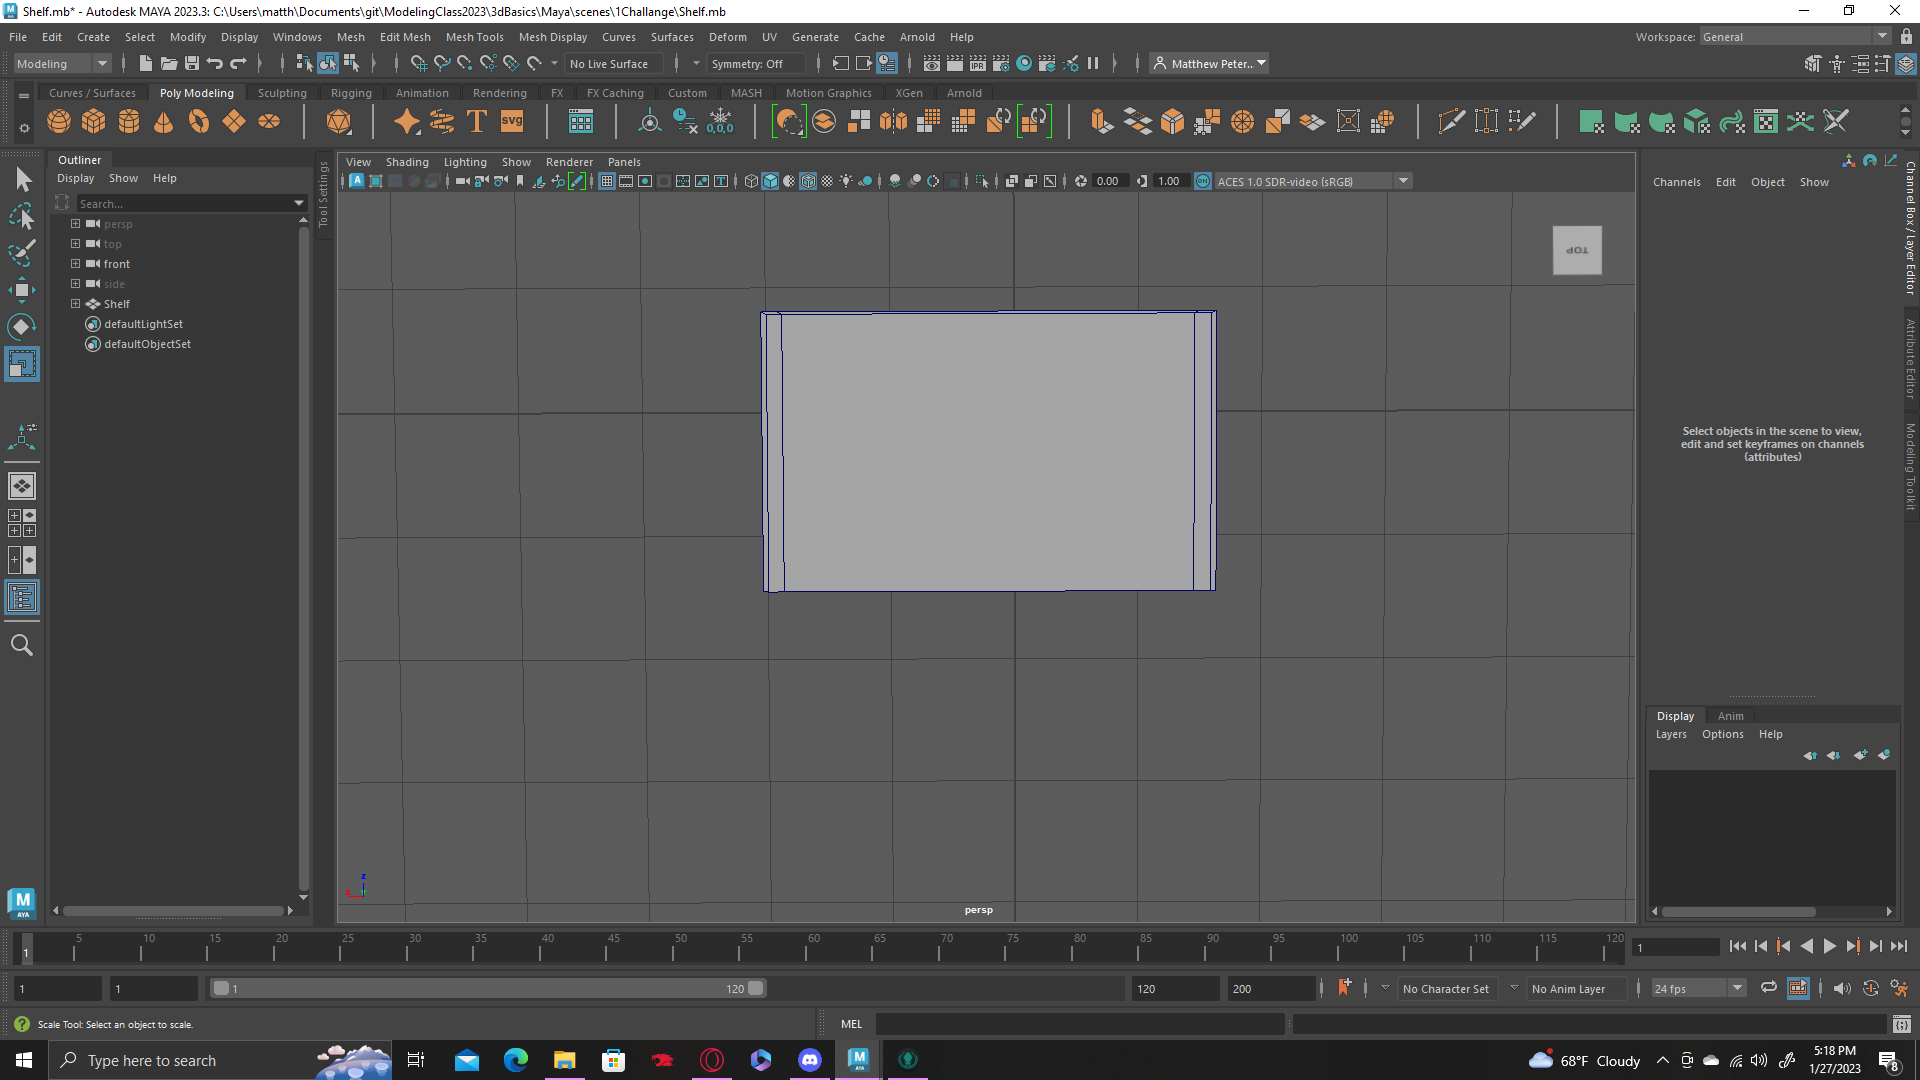 Shelf.mb* - Autodesk MAYA 2023.3: C:\Users\matth\Documents\git\ModelingClass2023\3dBasics\Maya\scenes\1Challange\Shelf.mb
File Edit Create Select Modify Display Windows Mesh Edit Mesh Mesh Tools Mesh Display Curves Surfaces Deform UV Generate Cache Arnold Help
Workspace: General
Modeling
No Live Surface
Symmetry: Off
IPR
Matthew Peter..
Curves / Surfaces Poly Modeling Sculpting Rigging Animation Rendering FX FX Caching Custom MASH Motion Graphics XGen Arnold
T SVG 0,0,0
Outliner
Display Show Help
Search...
persp
top
front
side
Shelf
defaultLightSet
defaultObjectSet
Tool Settings
View Shading Lighting Show Renderer Panels
0.00 1.00 ON ACES 1.0 SDR-video (sRGB)
TOP
z
x
persp
Channels Edit Object Show
Select objects in the scene to view,
edit and set keyframes on channels
(attributes)
Channel Box / Layer Editor
Attribute Editor
Modeling Toolkit
Display Anim
Layers Options Help
M
AYA
1 5 10 15 20 25 30 35 40 45 50 55 60 65 70 75 80 85 90 95 100 105 110 115 120 1
1 1 1 120 120 200 No Character Set No Anim Layer 24 fps
Scale Tool: Select an object to scale.
MEL
Type here to search
68°F Cloudy
5:18 PM
1/27/2023
8